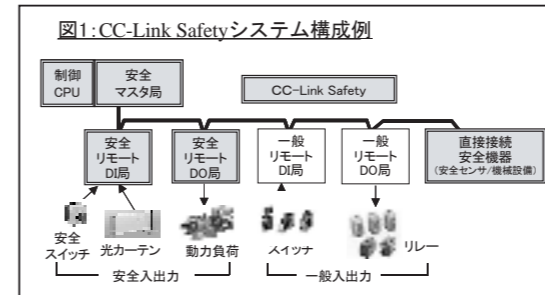 図1:CC-Link Safetyシステム構成例
制御
CPU
安全
マスタ局
CC-Link Safety
安全
リモート
DI局
安全
リモート
DO局
一般
リモート
DI局
一般
リモート
DO局
直接接続
安全機器
(安全センサ/機械設備)
安全
スイッチ
光カーテン
動力負荷
スイッチ
リレー
安全入出力
一般入出力